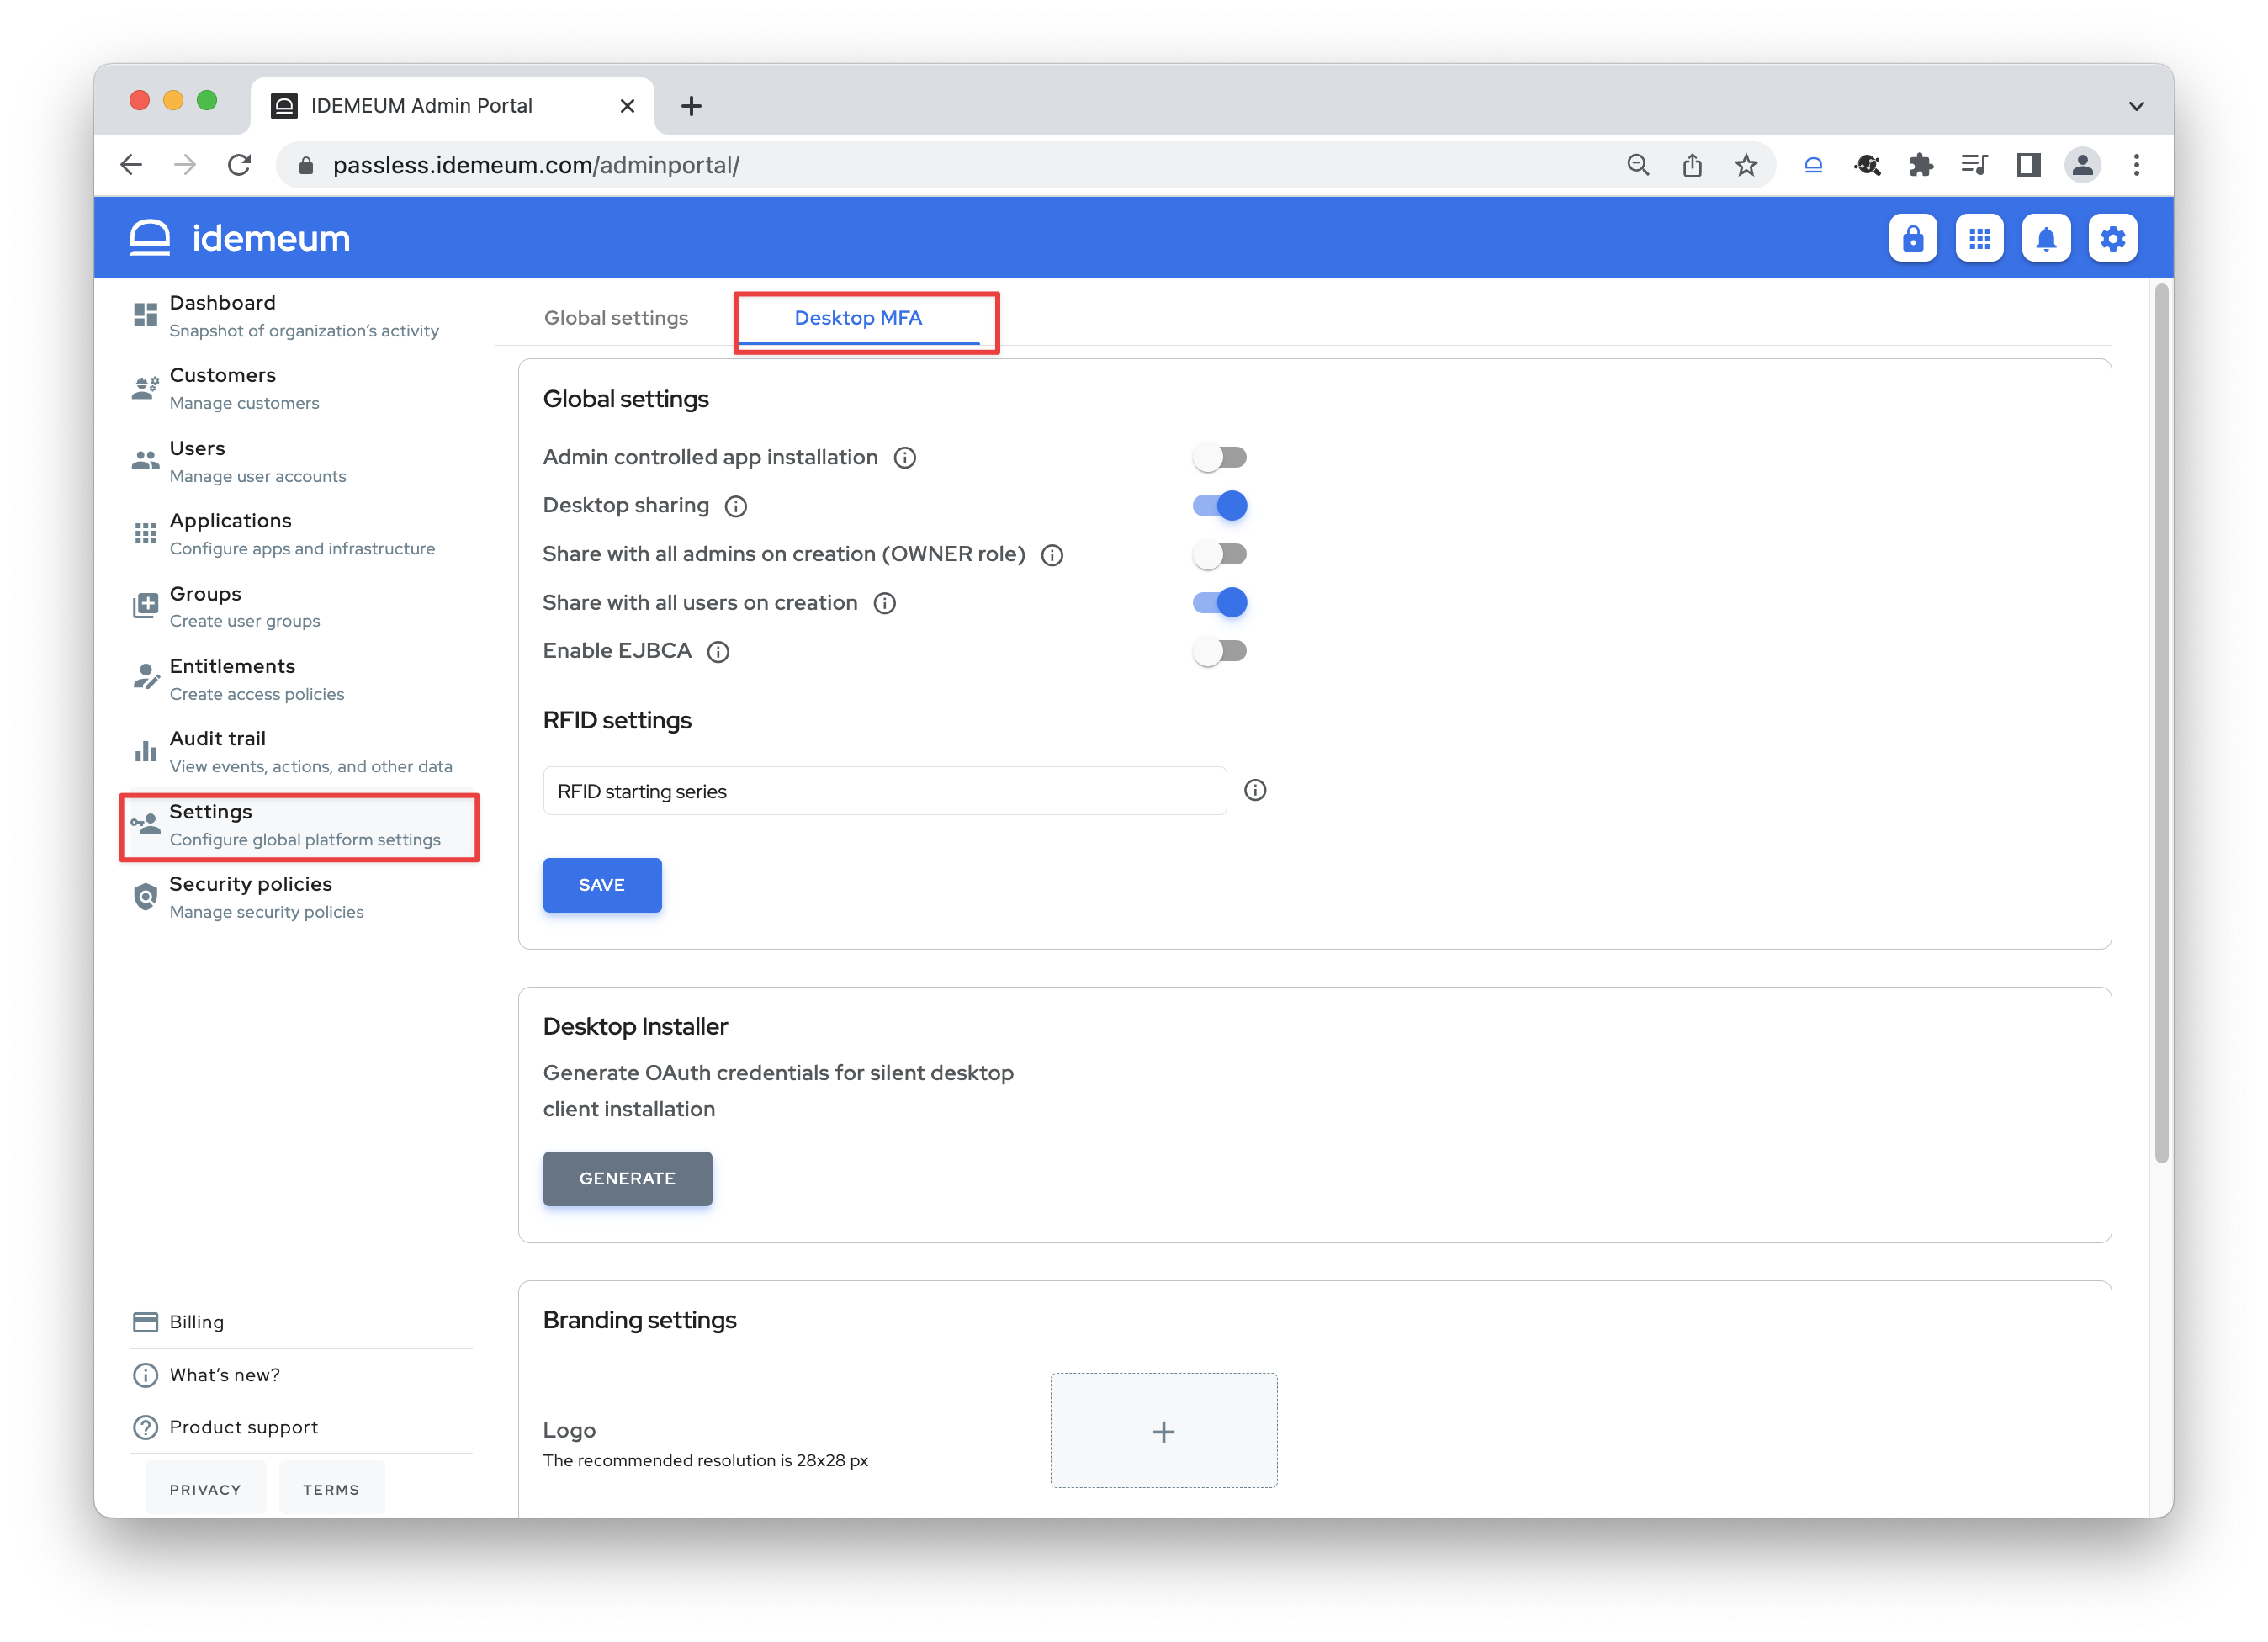 IDEMEUM Admin Portal
passless.idemeum.com/adminportal/
idemeum
Dashboard
Snapshot of organization's activity
Customers
Manage customers
Users
Manage user accounts
Applications
Configure apps and infrastructure
Groups
Create user groups
Entitlements
Create access policies
Audit trail
View events, actions, and other data
Settings
Configure global platform settings
Security policies
Manage security policies
Billing
What's new?
Product support
PRIVACY TERMS
Global settings Desktop MFA
Global settings
Admin controlled app installation
Desktop sharing
Share with all admins on creation (OWNER role)
Share with all users on creation
Enable EJBCA
RFID settings
RFID starting series
SAVE
Desktop Installer
Generate OAuth credentials for silent desktop
client installation
GENERATE
Branding settings
Logo
The recommended resolution is 28x28 px